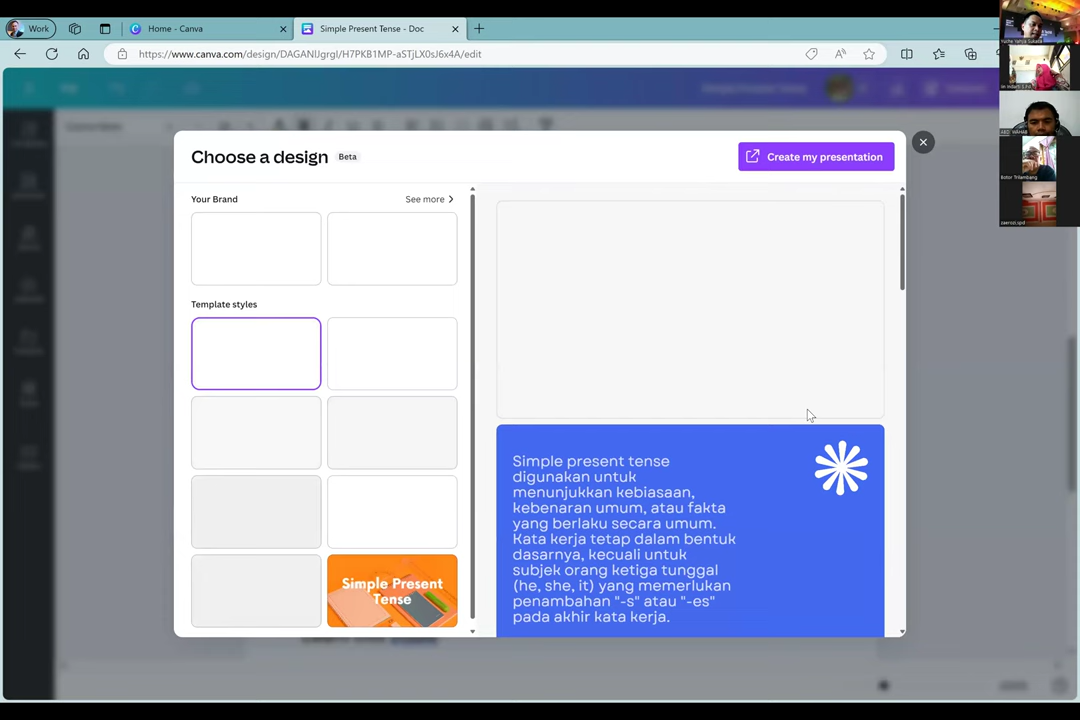 Work
Home - Canva
Simple Present Tense - Doc
https://www.canva.com/design/DAGANlJgrgI/H7PKB1MP-aSTjLX0sJ6x4A/edit
Choose a design
Beta
Create my presentation
Your Brand
See more
Template styles
Simple Present
Tense
Simple present tense
digunakan untuk
menunjukkan kebiasaan,
kebenaran umum, atau fakta
yang berlaku secara umum.
Kata kerja tetap dalam bentuk
dasarnya, kecuali untuk
subjek orang ketiga tunggal
(he, she, it) yang memerlukan
penambahan "-s" atau "-es"
pada akhir kata kerja.